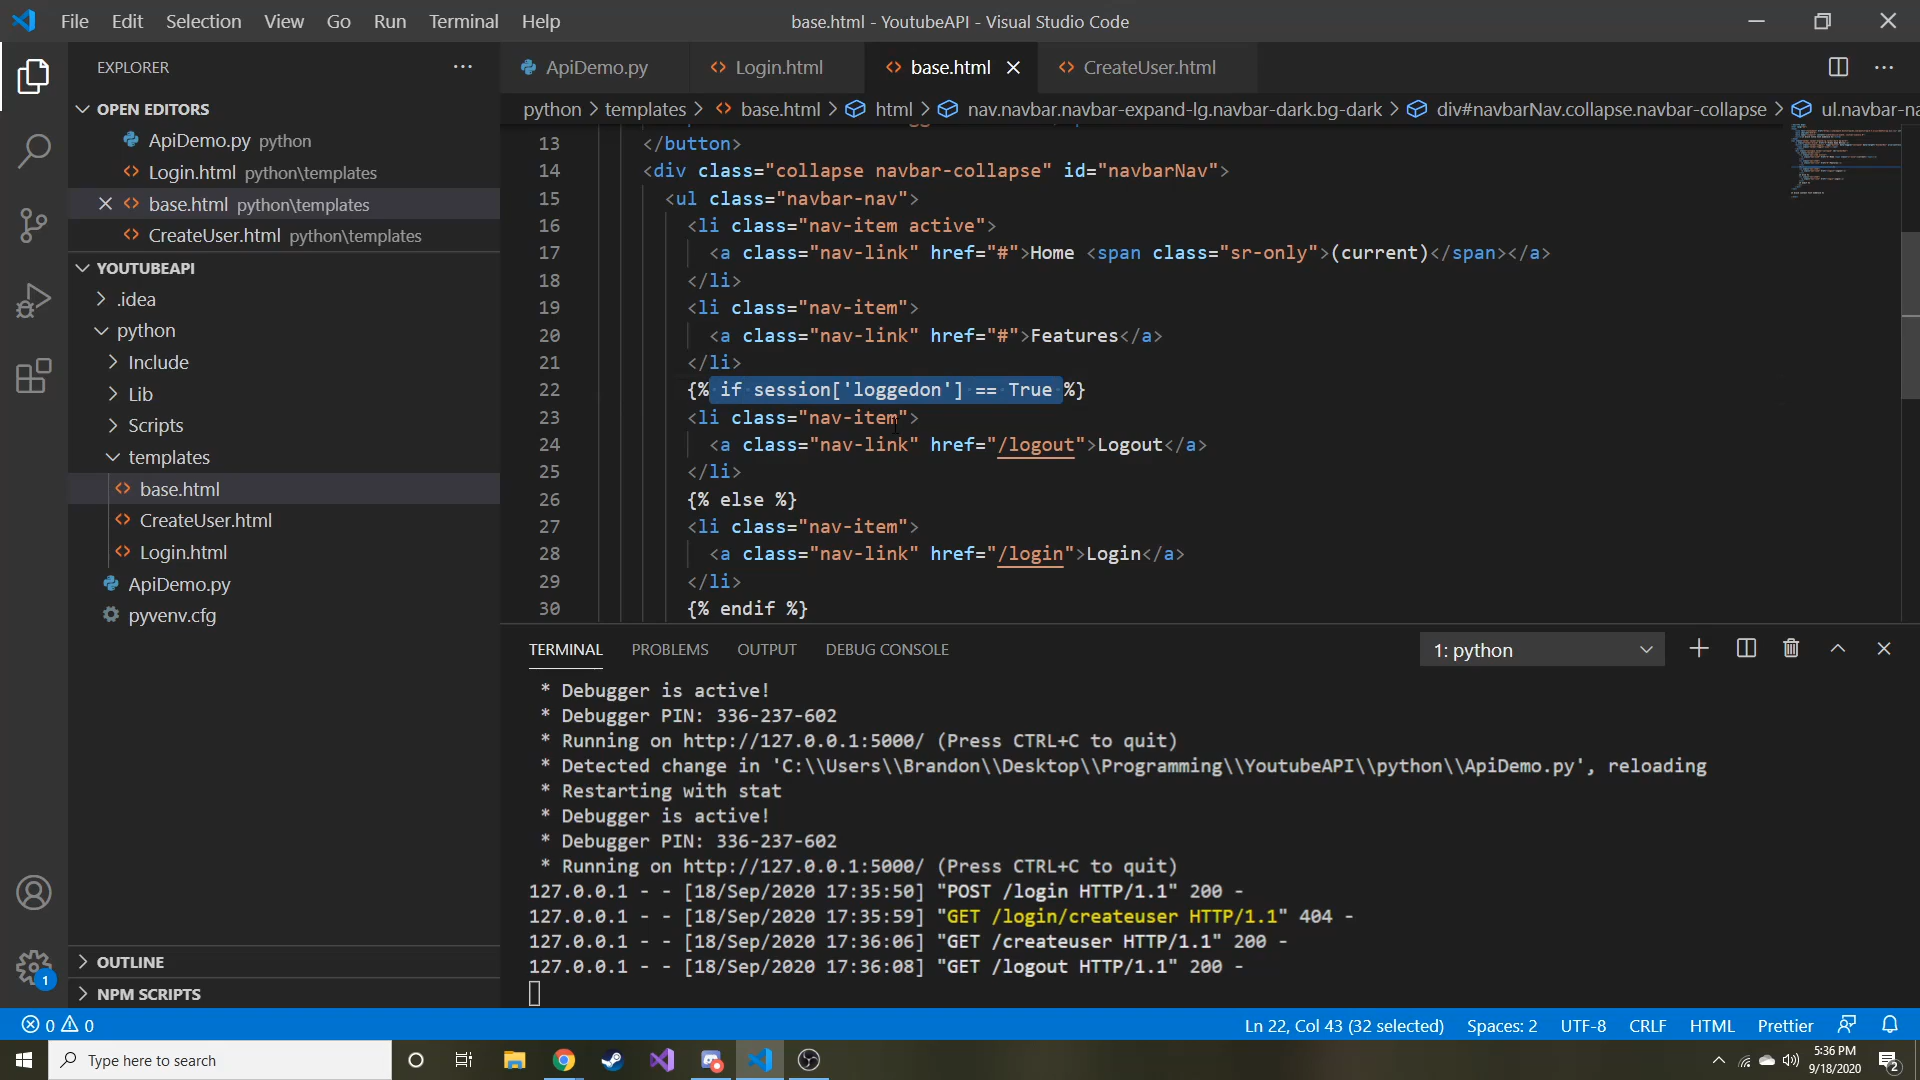 File Edit Selection View Go Run Terminal Help
base.html - YoutubeAPI - Visual Studio Code
EXPLORER
OPEN EDITORS
ApiDemo.py python
Login.html python\templates
base.html python\templates
CreateUser.html python\templates
YOUTUBEAPI
.idea
python
Include
Lib
Scripts
templates
base.html
CreateUser.html
Login.html
ApiDemo.py
pyvenv.cfg
OUTLINE
NPM SCRIPTS
1
ApiDemo.py Login.html base.html CreateUser.html
python > templates > base.html > html > nav.navbar.navbar-expand-lg.navbar-dark.bg-dark > div#navbarNav.collapse.navbar-collapse > ul.navbar-na
13 </button>
14 <div class="collapse navbar-collapse" id="navbarNav">
15 <ul class="navbar-nav">
16 <li class="nav-item active">
17 <a class="nav-link" href="#">Home <span class="sr-only">(current)</span></a>
18 </li>
19 <li class="nav-item">
20 <a class="nav-link" href="#">Features</a>
21 </li>
22 {% if session['loggedon'] == True %}
23 <li class="nav-item">
24 <a class="nav-link" href="/logout">Logout</a>
25 </li>
26 {% else %}
27 <li class="nav-item">
28 <a class="nav-link" href="/login">Login</a>
29 </li>
30 {% endif %}
TERMINAL PROBLEMS OUTPUT DEBUG CONSOLE
1: python
* Debugger is active!
* Debugger PIN: 336-237-602
* Running on http://127.0.0.1:5000/ (Press CTRL+C to quit)
* Detected change in 'C:\\Users\\Brandon\\Desktop\\Programming\\YoutubeAPI\\python\\ApiDemo.py', reloading
* Restarting with stat
* Debugger is active!
* Debugger PIN: 336-237-602
* Running on http://127.0.0.1:5000/ (Press CTRL+C to quit)
127.0.0.1 - - [18/Sep/2020 17:35:50] "POST /login HTTP/1.1" 200 -
127.0.0.1 - - [18/Sep/2020 17:35:59] "GET /login/createuser HTTP/1.1" 404 -
127.0.0.1 - - [18/Sep/2020 17:36:06] "GET /createuser HTTP/1.1" 200 -
127.0.0.1 - - [18/Sep/2020 17:36:08] "GET /logout HTTP/1.1" 200 -
0 0
Ln 22, Col 43 (32 selected) Spaces: 2 UTF-8 CRLF HTML Prettier
Type here to search
5:36 PM
9/18/2020
2